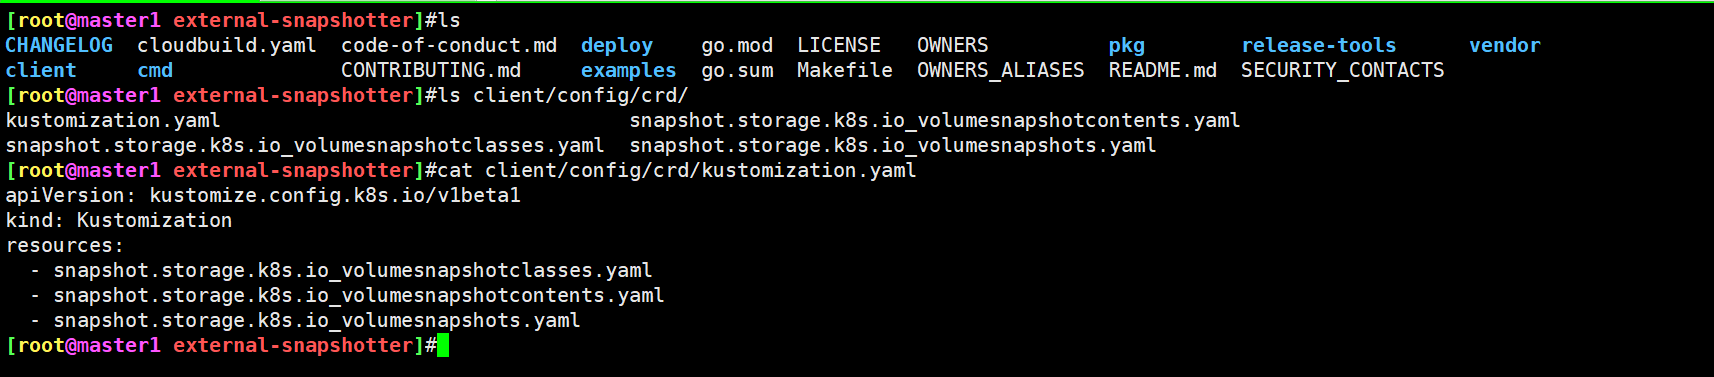 [root@master1 external-snapshotter]#ls
CHANGELOG  cloudbuild.yaml  code-of-conduct.md  deploy    go.mod  LICENSE   OWNERS          pkg        release-tools      vendor
client     cmd              CONTRIBUTING.md     examples  go.sum  Makefile  OWNERS_ALIASES  README.md  SECURITY_CONTACTS
[root@master1 external-snapshotter]#ls client/config/crd/
kustomization.yaml                                  snapshot.storage.k8s.io_volumesnapshotcontents.yaml
snapshot.storage.k8s.io_volumesnapshotclasses.yaml  snapshot.storage.k8s.io_volumesnapshots.yaml
[root@master1 external-snapshotter]#cat client/config/crd/kustomization.yaml
apiVersion: kustomize.config.k8s.io/v1beta1
kind: Kustomization
resources:
  - snapshot.storage.k8s.io_volumesnapshotclasses.yaml
  - snapshot.storage.k8s.io_volumesnapshotcontents.yaml
  - snapshot.storage.k8s.io_volumesnapshots.yaml
[root@master1 external-snapshotter]#